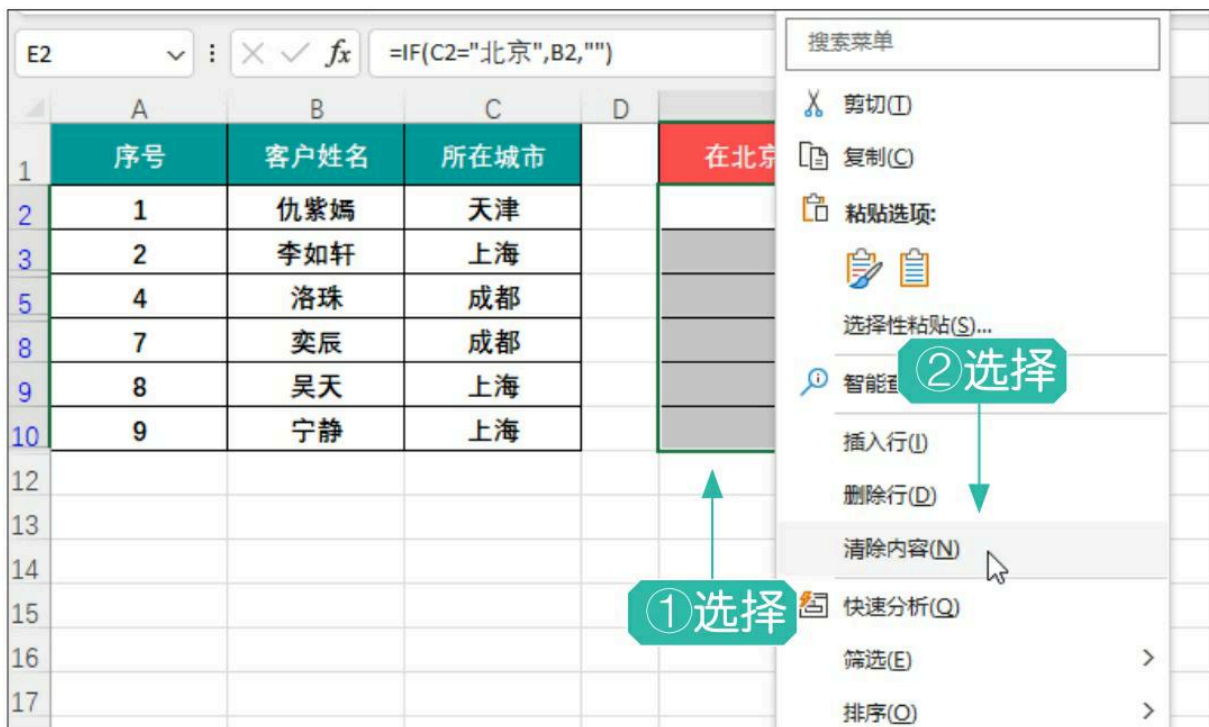 E2 fx =IF(C2="北京",B2,"")
搜索菜单
A B C D
剪切(T)
1 序号 客户姓名 所在城市 在北京
复制(C)
2 1 仇紫嫣 天津
粘贴选项:
3 2 李如轩 上海
5 4 洛珠 成都
选择性粘贴(S)...
8 7 奕辰 成都
智能查
②选择
9 8 吴天 上海
10 9 宁静 上海
插入行(I)
12
删除行(D)
13
清除内容(N)
14
15
①选择
快速分析(Q)
16
筛选(E)
17
排序(O)